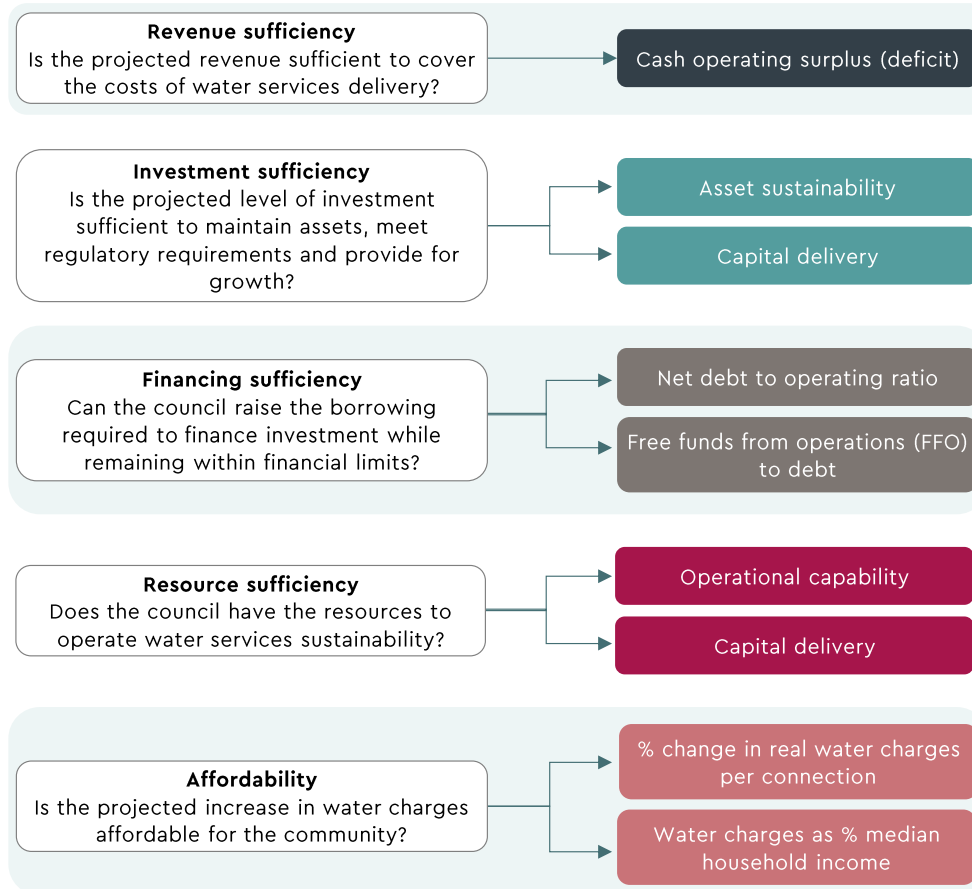 Revenue sufficiency
Is the projected revenue sufficient to cover
the costs of water services delivery?
Cash operating surplus (deficit)
Investment sufficiency
Is the projected level of investment
sufficient to maintain assets, meet
regulatory requirements and provide for
growth?
Asset sustainability
Capital delivery
Financing sufficiency
Can the council raise the borrowing
required to finance investment while
remaining within financial limits?
Net debt to operating ratio
Free funds from operations (FFO)
to debt
Resource sufficiency
Does the council have the resources to
operate water services sustainability?
Operational capability
Capital delivery
Affordability
Is the projected increase in water charges
affordable for the community?
% change in real water charges
per connection
Water charges as % median
household income